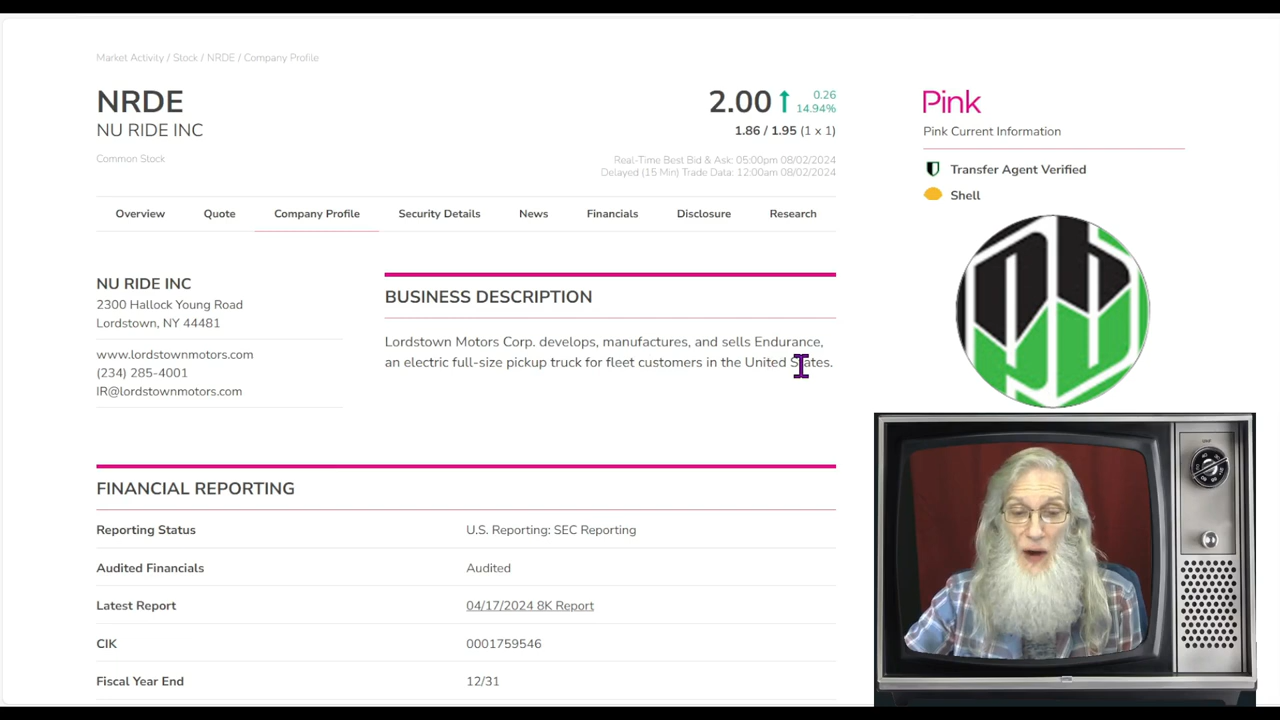 Market Activity / Stock / NRDE / Company Profile
NRDE
NU RIDE INC
Common Stock
2.00
0.26
14.94%
1.86 / 1.95 (1 x 1)
Real-Time Best Bid & Ask: 05:00pm 08/02/2024
Delayed (15 Min) Trade Data: 12:00am 08/02/2024
Pink
Pink Current Information
Transfer Agent Verified
Shell
Overview Quote Company Profile Security Details News Financials Disclosure Research
NU RIDE INC
2300 Hallock Young Road
Lordstown, NY 44481
www.lordstownmotors.com
(234) 285-4001
IR@lordstownmotors.com
BUSINESS DESCRIPTION
Lordstown Motors Corp. develops, manufactures, and sells Endurance,
an electric full-size pickup truck for fleet customers in the United States.
FINANCIAL REPORTING
Reporting Status U.S. Reporting: SEC Reporting
Audited Financials Audited
Latest Report 04/17/2024 8K Report
CIK 0001759546
Fiscal Year End 12/31